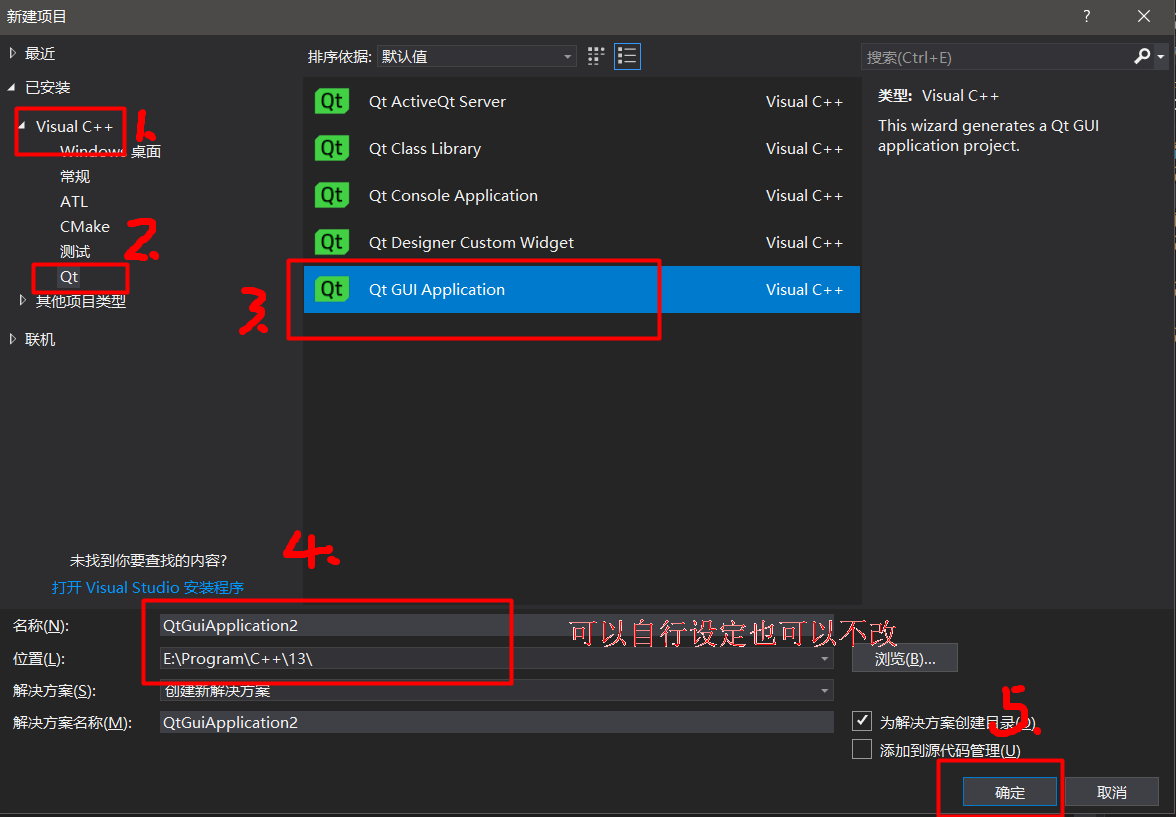 新建项目
?
最近
排序依据: 默认值
搜索(Ctrl+E)
已安装
Visual C++
1.
Windows 桌面
常规
ATL
CMake
2.
测试
Qt
其他项目类型
联机
Qt Qt ActiveQt Server Visual C++
Qt Qt Class Library Visual C++
Qt Qt Console Application Visual C++
Qt Qt Designer Custom Widget Visual C++
3.
Qt Qt GUI Application Visual C++
类型: Visual C++
This wizard generates a Qt GUI
application project.
未找到你要查找的内容?
打开 Visual Studio 安装程序
4.
名称(N): QtGuiApplication2
可以自行设定也可以不改
位置(L): E:\Program\C++\13\
浏览(B)...
解决方案(S): 创建新解决方案
解决方案名称(M): QtGuiApplication2
为解决方案创建目录(D)
5.
添加到源代码管理(U)
确定 取消